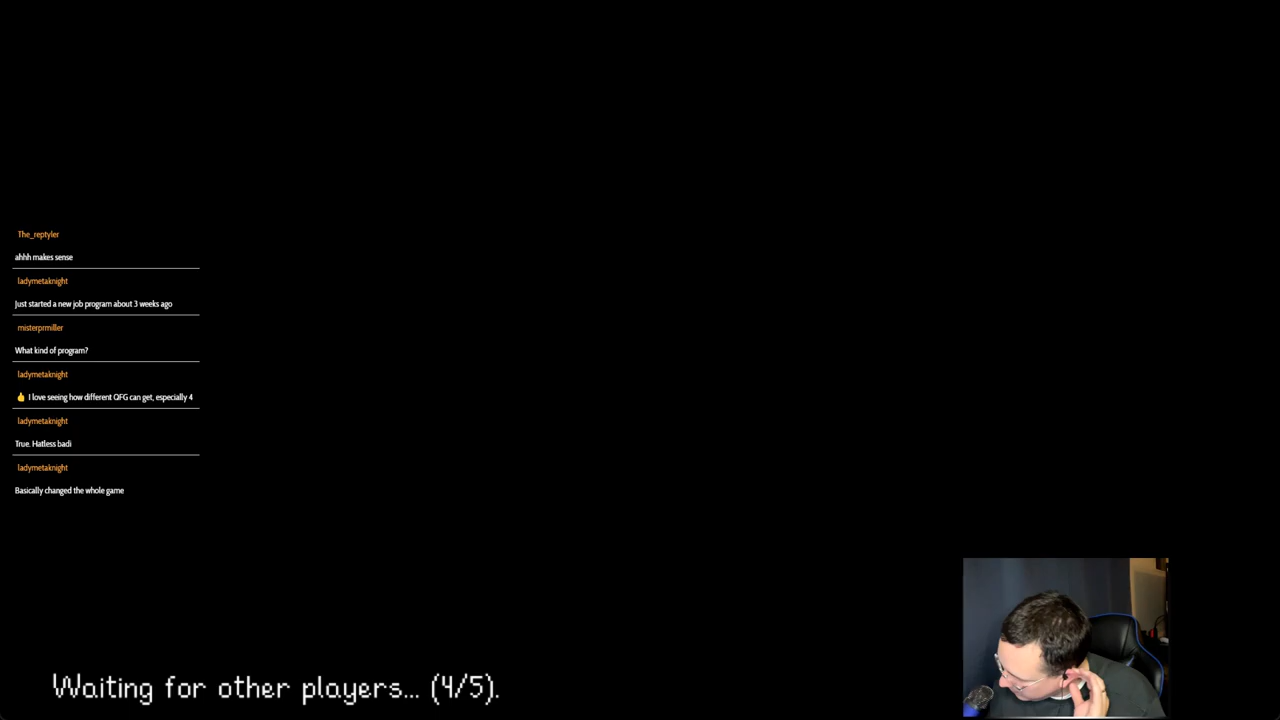 The_reptyler
ahhh makes sense
ladymetaknight
Just started a new job program about 3 weeks ago
misterprmiller
What kind of program?
ladymetaknight
👍 I love seeing how different QFG can get, especially 4
ladymetaknight
True. Hatless badi
ladymetaknight
Basically changed the whole game
Waiting for other players... (4/5).